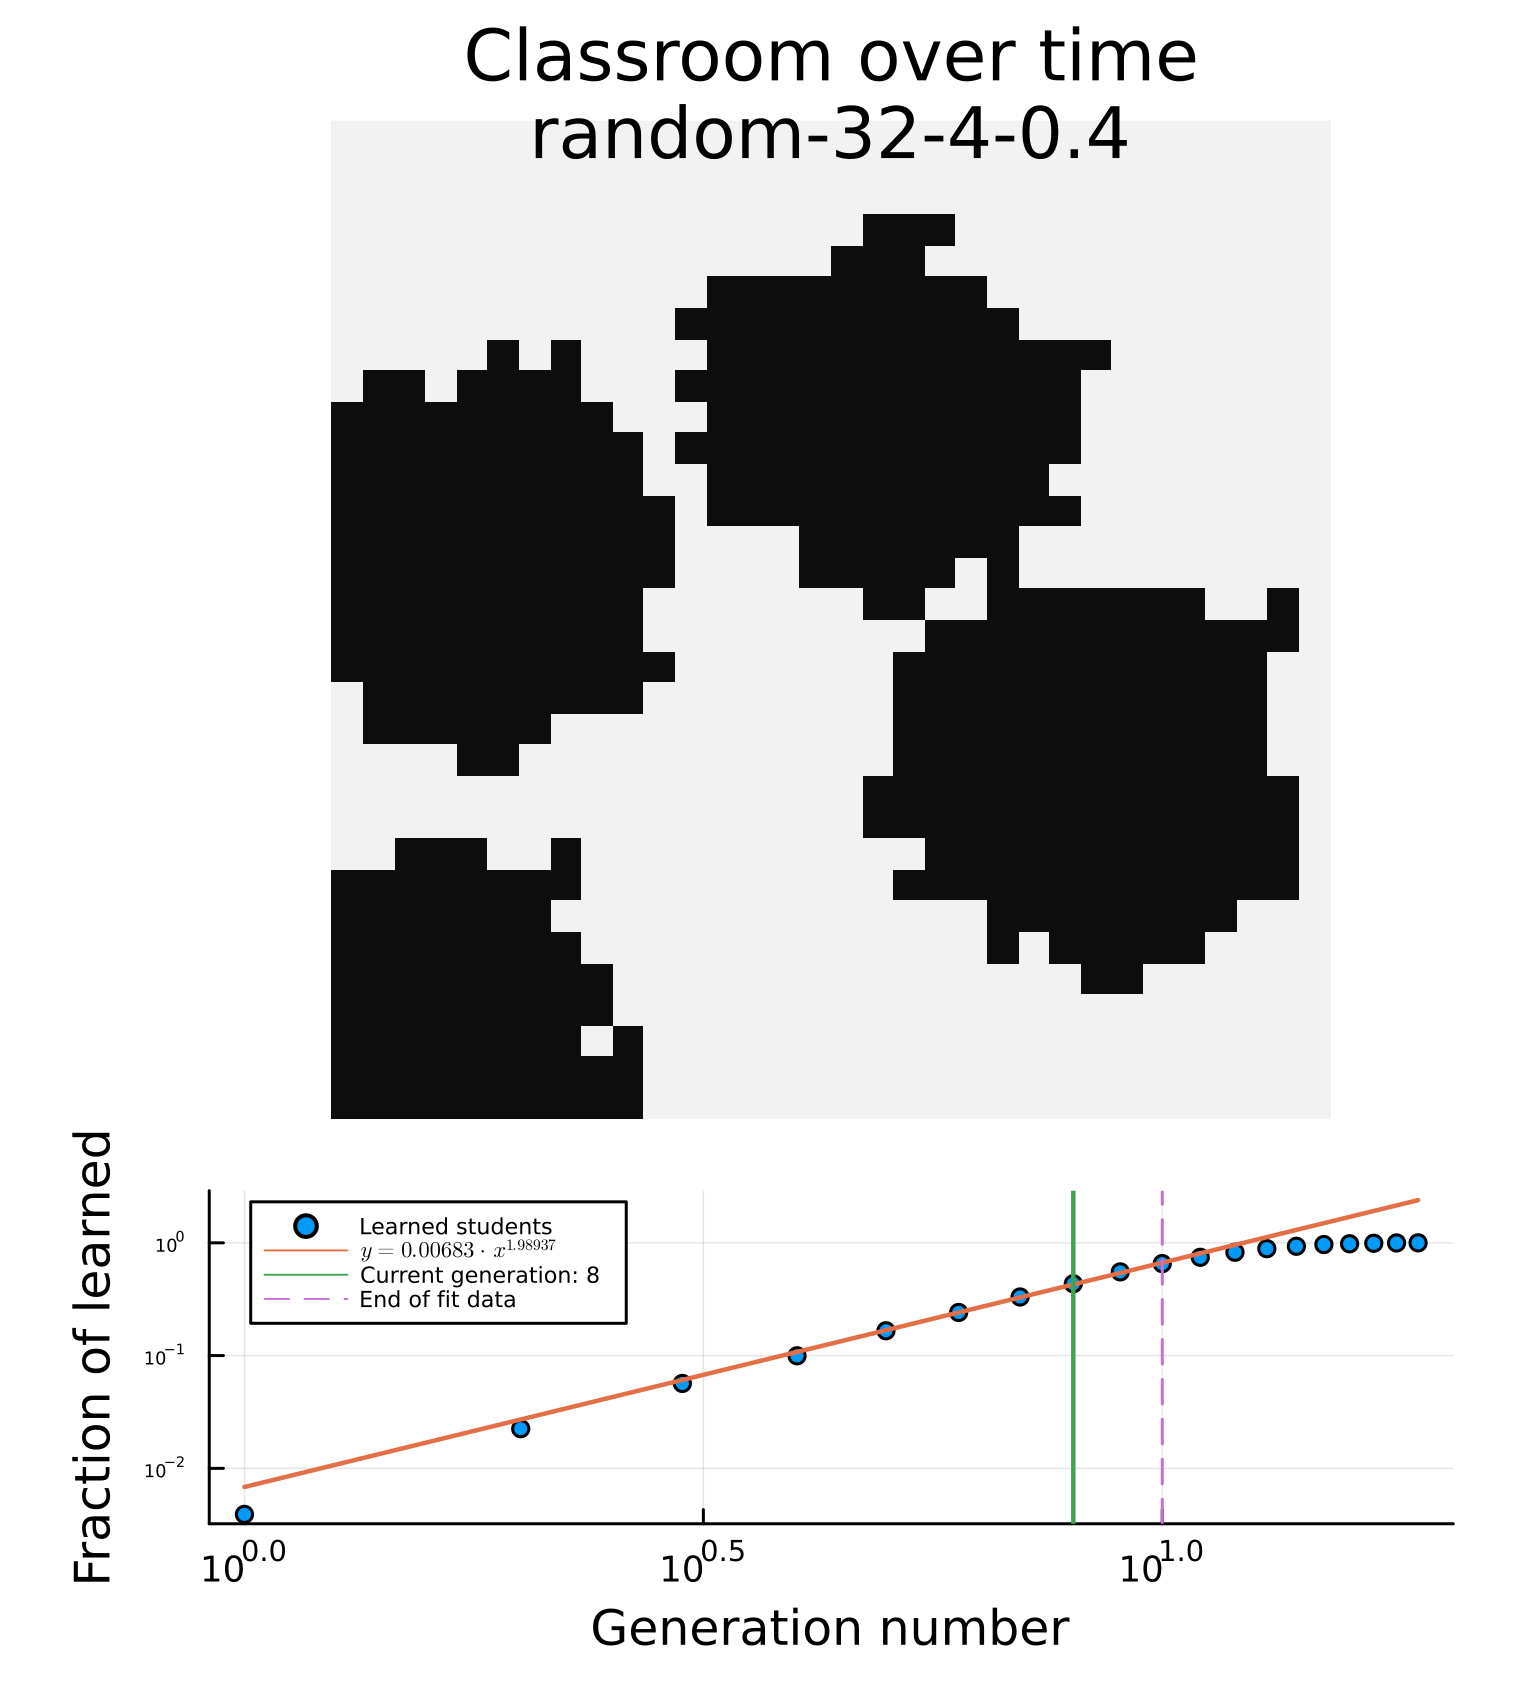 Classroom over time
random-32-4-0.4
Fraction of learned
10⁰
10⁻¹
10⁻²
Learned students
y = 0.00683 · x^1.98937
Current generation: 8
End of fit data
10^0.0
10^0.5
10^1.0
Generation number